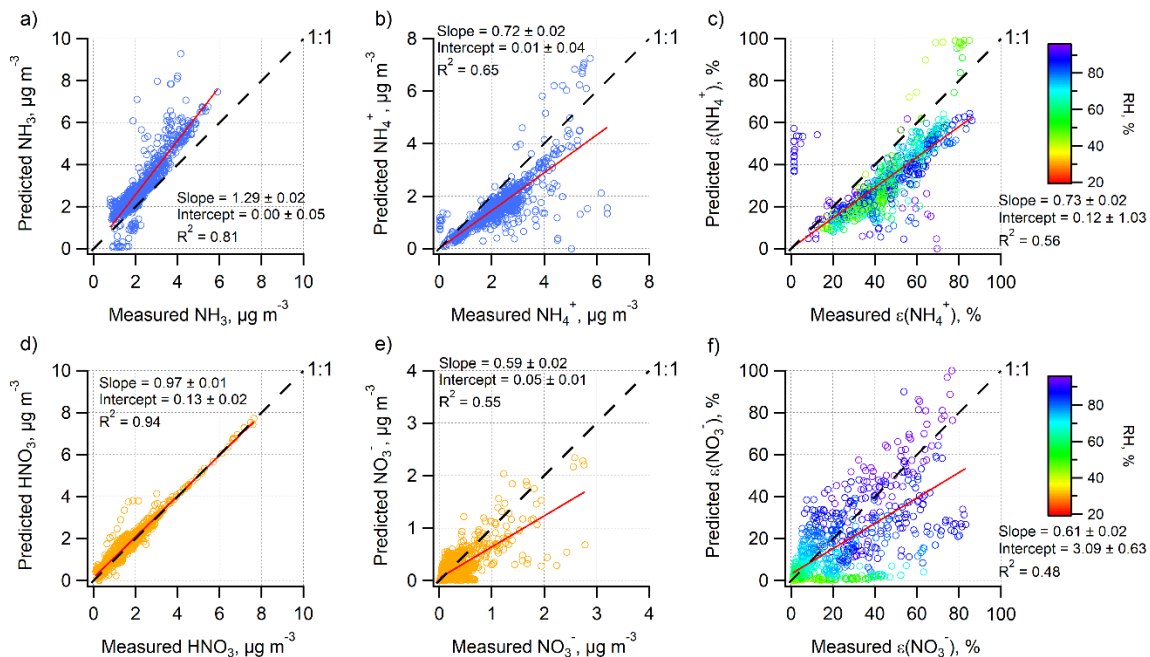 a)
Predicted NH₃, µg m⁻³
10
8
6
4
2
0
0
2
4
6
8
10
1:1
Slope = 1.29 ± 0.02
Intercept = 0.00 ± 0.05
R² = 0.81
Measured NH₃, µg m⁻³
b)
Predicted NH₄⁺, µg m⁻³
8
6
4
2
0
0
2
4
6
8
1:1
Slope = 0.72 ± 0.02
Intercept = 0.01 ± 0.04
R² = 0.65
Measured NH₄⁺, µg m⁻³
c)
Predicted ε(NH₄⁺), %
100
80
60
40
20
0
0
20
40
60
80
100
1:1
80
60
40
20
RH, %
Slope = 0.73 ± 0.02
Intercept = 0.12 ± 1.03
R² = 0.56
Measured ε(NH₄⁺), %
d)
Predicted HNO₃, µg m⁻³
10
8
6
4
2
0
0
2
4
6
8
10
1:1
Slope = 0.97 ± 0.01
Intercept = 0.13 ± 0.02
R² = 0.94
Measured HNO₃, µg m⁻³
e)
Predicted NO₃⁻, µg m⁻³
4
3
2
1
0
0
1
2
3
4
1:1
Slope = 0.59 ± 0.02
Intercept = 0.05 ± 0.01
R² = 0.55
Measured NO₃⁻, µg m⁻³
f)
Predicted ε(NO₃⁻), %
100
80
60
40
20
0
0
20
40
60
80
100
1:1
80
60
40
20
RH, %
Slope = 0.61 ± 0.02
Intercept = 3.09 ± 0.63
R² = 0.48
Measured ε(NO₃⁻), %